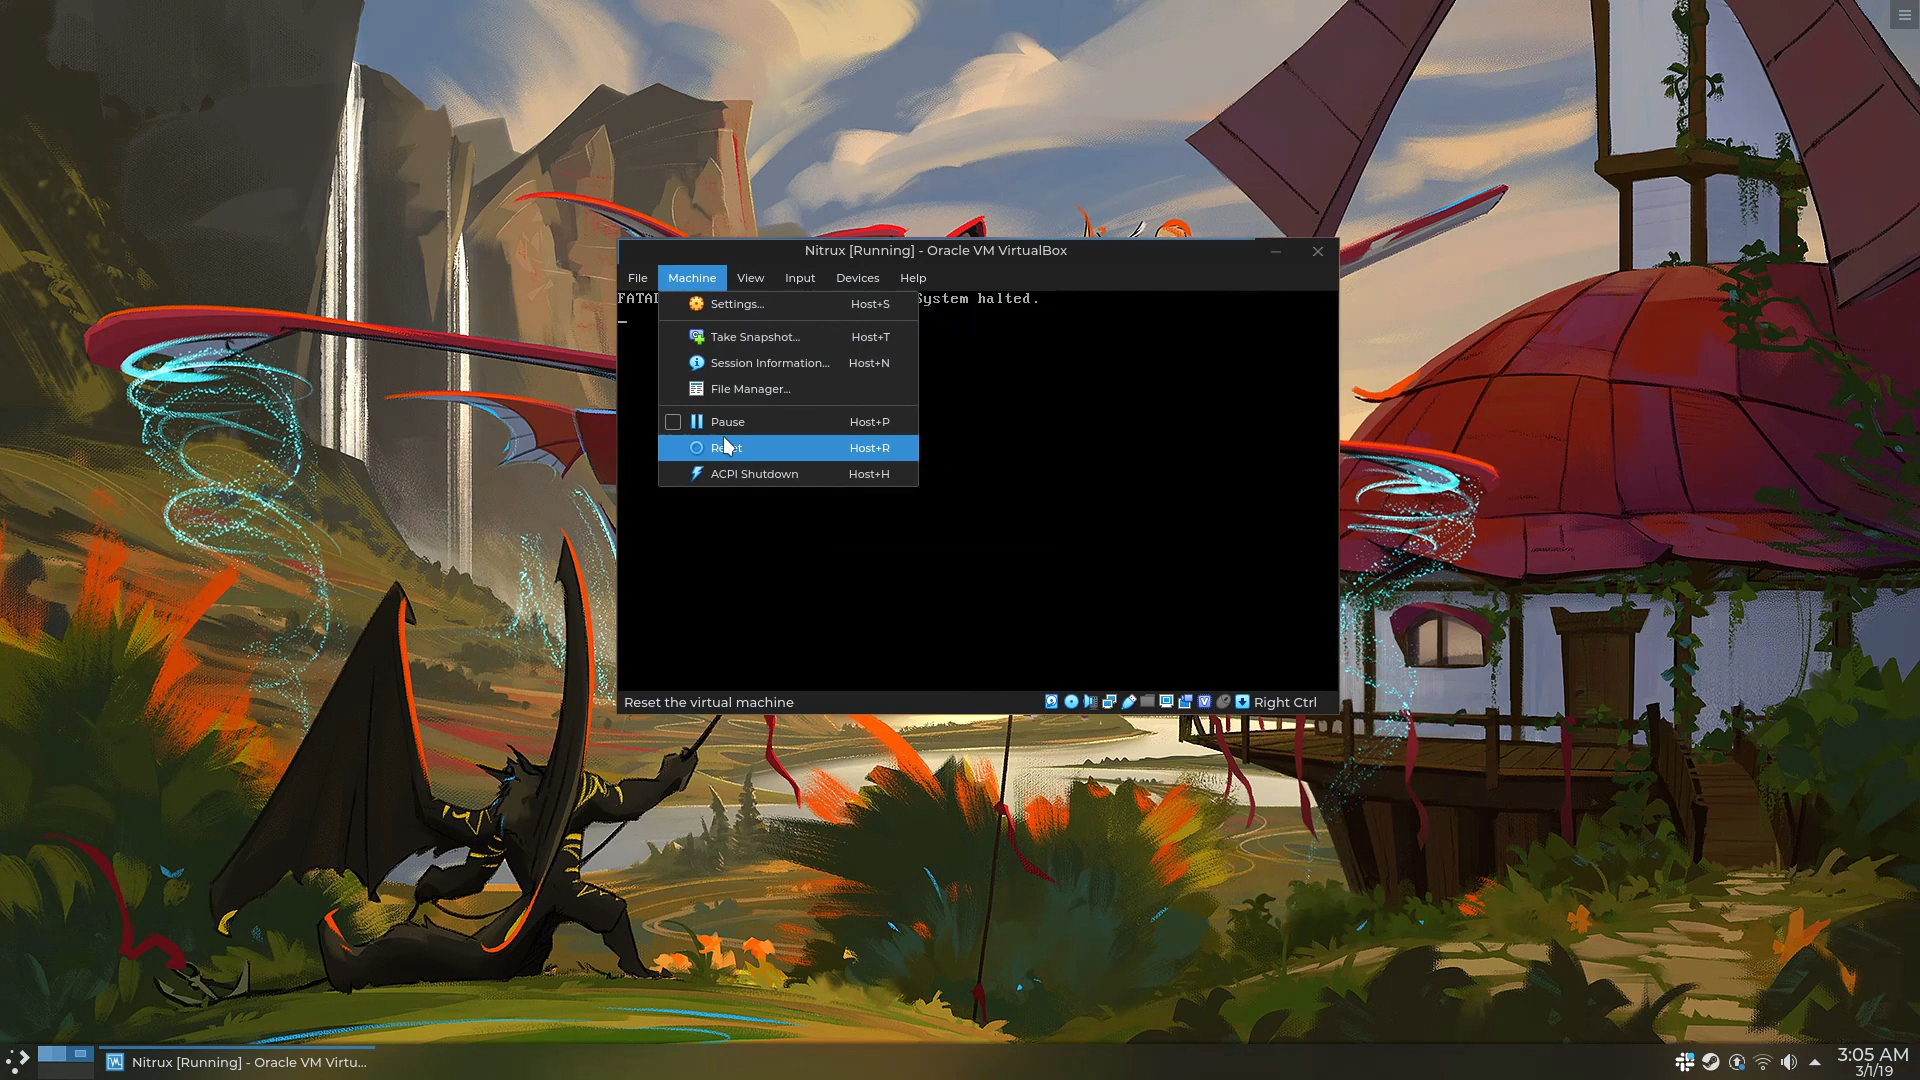 Nitrux [Running] - Oracle VM VirtualBox
File Machine View Input Devices Help
FATAL System halted.
Settings... Host+S
Take Snapshot... Host+T
Session Information... Host+N
File Manager... 
Pause Host+P
Reset Host+R
ACPI Shutdown Host+H
Reset the virtual machine Right Ctrl
Nitrux [Running] - Oracle VM Virtu... 3:05 AM
3/1/19